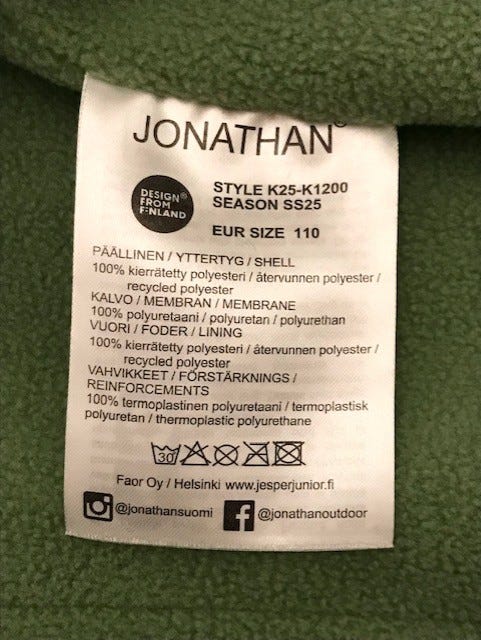 JONATHAN®
DESIGN®
FROM
FINLAND
STYLE K25-K1200
SEASON SS25
EUR SIZE 110
PÄÄLLINEN / YTTERTYG / SHELL
100% kierrätetty polyesteri / återvunnen polyester /
recycled polyester
KALVO / MEMBRAN / MEMBRANE
100% polyuretaani / polyuretan / polyurethan
VUORI / FODER / LINING
100% kierrätetty polyesteri / återvunnen polyester /
recycled polyester
VAHVIKKEET / FÖRSTÄRKNINGS /
REINFORCEMENTS
100% termoplastinen polyuretaani / termoplastisk
polyuretan / thermoplastic polyurethane
30
Faor Oy / Helsinki www.jesperjunior.fi
@jonathansuomi
@jonathanoutdoor